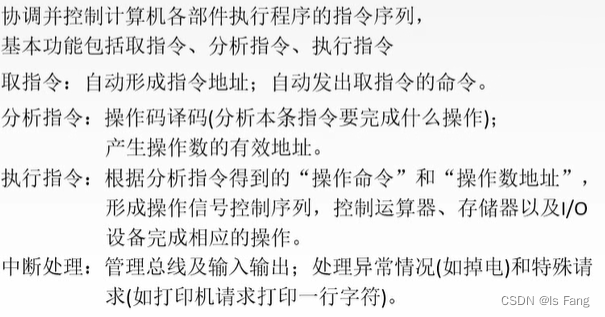 协调并控制计算机各部件执行程序的指令序列，
基本功能包括取指令、分析指令、执行指令
取指令：自动形成指令地址；自动发出取指令的命令。
分析指令：操作码译码(分析本条指令要完成什么操作)；
产生操作数的有效地址。
执行指令：根据分析指令得到的“操作命令”和“操作数地址”，
形成操作信号控制序列，控制运算器、存储器以及I/O
设备完成相应的操作。
中断处理：管理总线及输入输出；处理异常情况(如掉电)和特殊请
求(如打印机请求打印一行字符)。
CSDN @ls Fang